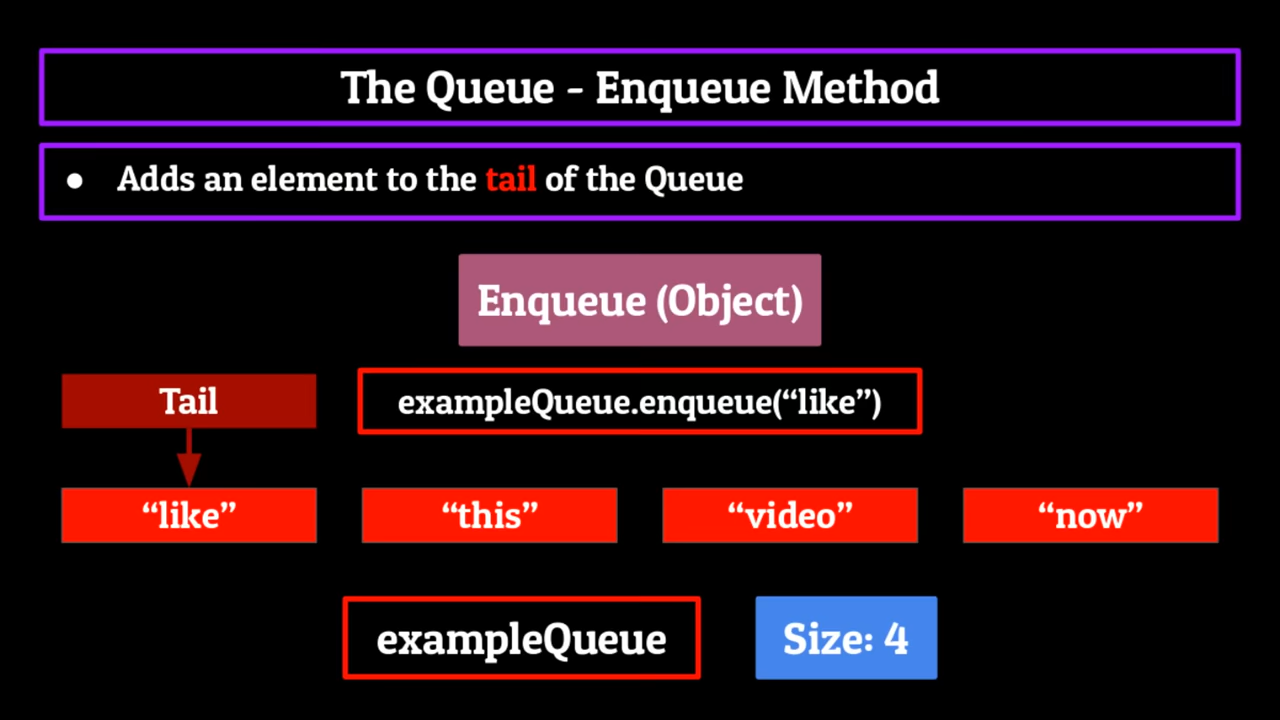 The Queue - Enqueue Method
● Adds an element to the tail of the Queue
Enqueue (Object)
Tail
exampleQueue.enqueue(“like”)
“like”
“this”
“video”
“now”
exampleQueue
Size: 4